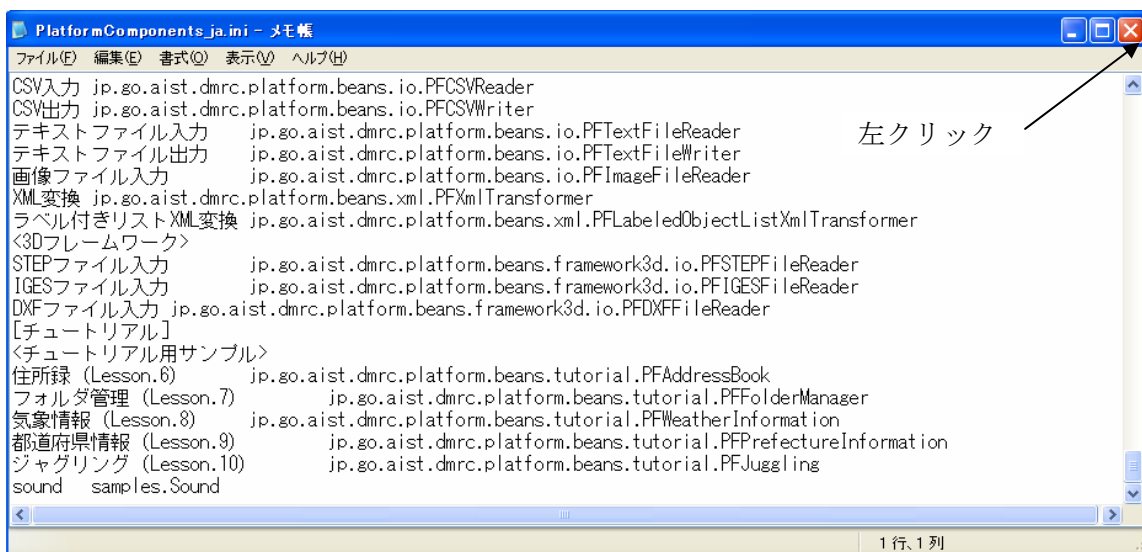 PlatformComponents_ja.ini - メモ帳
ファイル(F) 編集(E) 書式(O) 表示(V) ヘルプ(H)
CSV入力 jp.go.aist.dmrc.platform.beans.io.PFCSVReader
CSV出力 jp.go.aist.dmrc.platform.beans.io.PFCSVWriter
テキストファイル入力 jp.go.aist.dmrc.platform.beans.io.PFTextFileReader
左クリック
テキストファイル出力 jp.go.aist.dmrc.platform.beans.io.PFTextFileWriter
画像ファイル入力 jp.go.aist.dmrc.platform.beans.io.PFImageFileReader
XML変換 jp.go.aist.dmrc.platform.beans.xml.PFXmlTransformer
ラベル付きリストXML変換 jp.go.aist.dmrc.platform.beans.xml.PFLabeledObjectListXmlTransformer
<3Dフレームワーク>
STEPファイル入力 jp.go.aist.dmrc.platform.beans.framework3d.io.PFSTEPFileReader
IGESファイル入力 jp.go.aist.dmrc.platform.beans.framework3d.io.PFIGESFileReader
DXFファイル入力 jp.go.aist.dmrc.platform.beans.framework3d.io.PFDXFFileReader
[チュートリアル]
<チュートリアル用サンプル>
住所録 (Lesson.6) jp.go.aist.dmrc.platform.beans.tutorial.PFAddressBook
フォルダ管理 (Lesson.7) jp.go.aist.dmrc.platform.beans.tutorial.PFFolderManager
気象情報 (Lesson.8) jp.go.aist.dmrc.platform.beans.tutorial.PFWeatherInformation
都道府県情報 (Lesson.9) jp.go.aist.dmrc.platform.beans.tutorial.PFPrefectureInformation
ジャグリング (Lesson.10) jp.go.aist.dmrc.platform.beans.tutorial.PFJuggling
sound samples.Sound
1行、1列